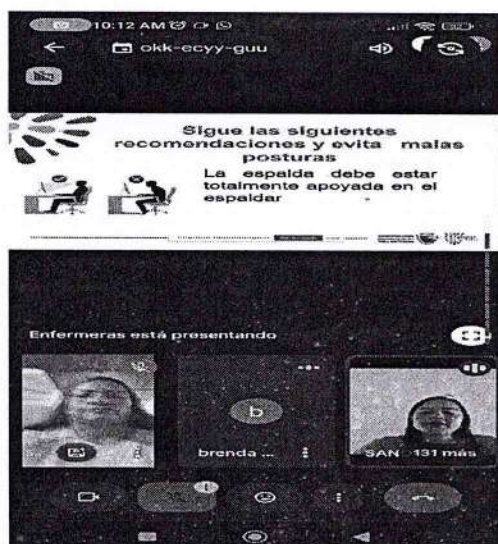 10:12 AM
okk-ecyy-guu
Sigue las siguientes
recomendaciones y evita malas
posturas
La espalda debe estar
totalmente apoyada en el
espaldar
Enfermeras está presentando
b
brenda ...
SAN
131 más